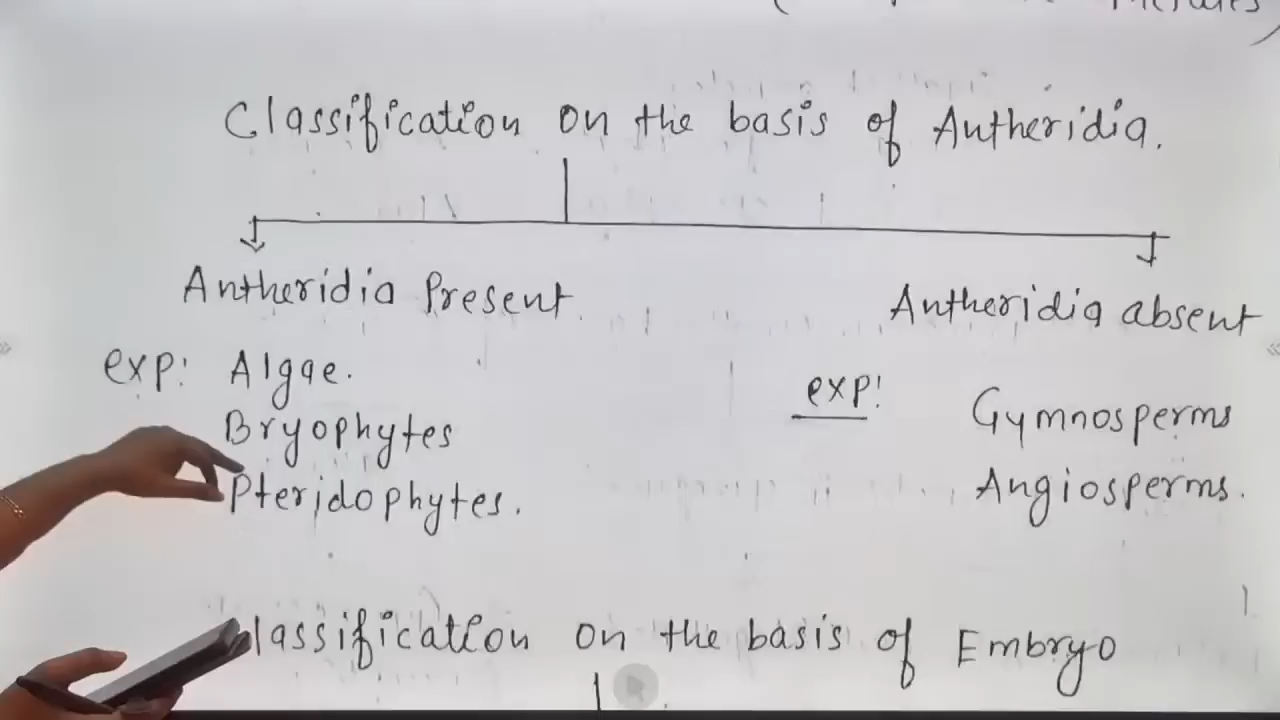 Classification on the basis of Antheridia.
Antheridia Present
Antheridia absent
exp: Algae.
Bryophytes
Pteridophytes.
exp:
Gymnosperms
Angiosperms.
Classification on the basis of Embryo